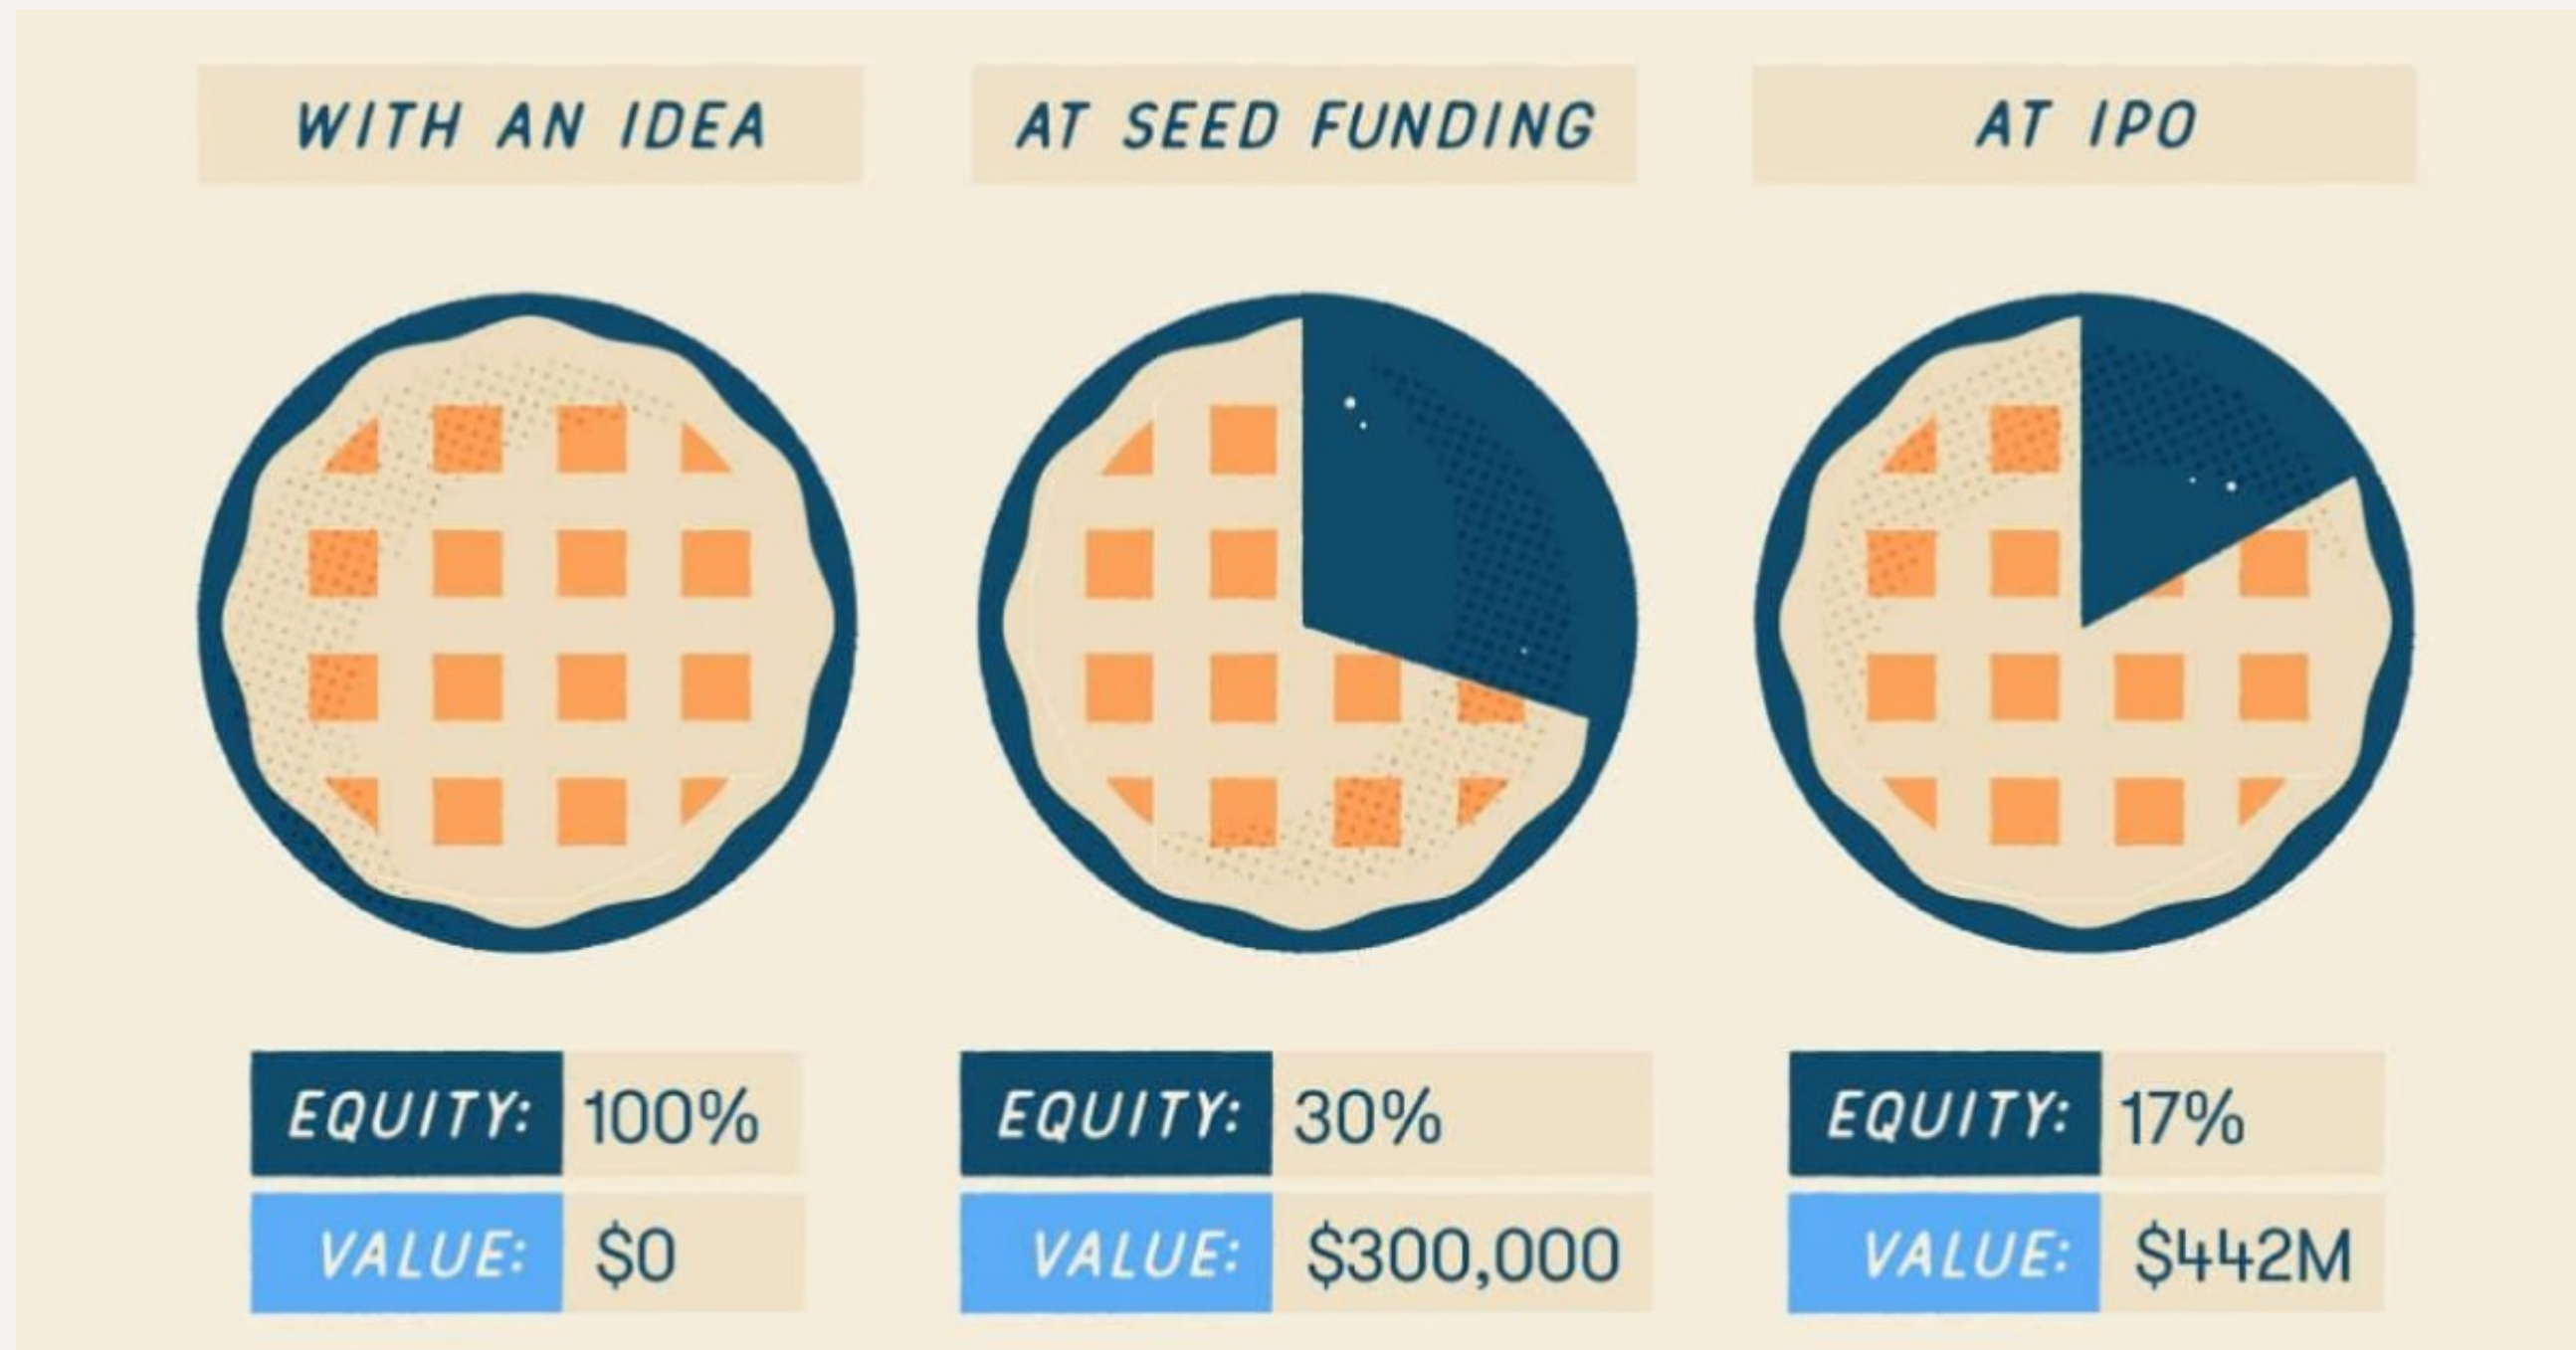 WITH AN IDEA
AT SEED FUNDING
AT IPO
EQUITY: 100%
VALUE: $0
EQUITY: 30%
VALUE: $300,000
EQUITY: 17%
VALUE: $442M